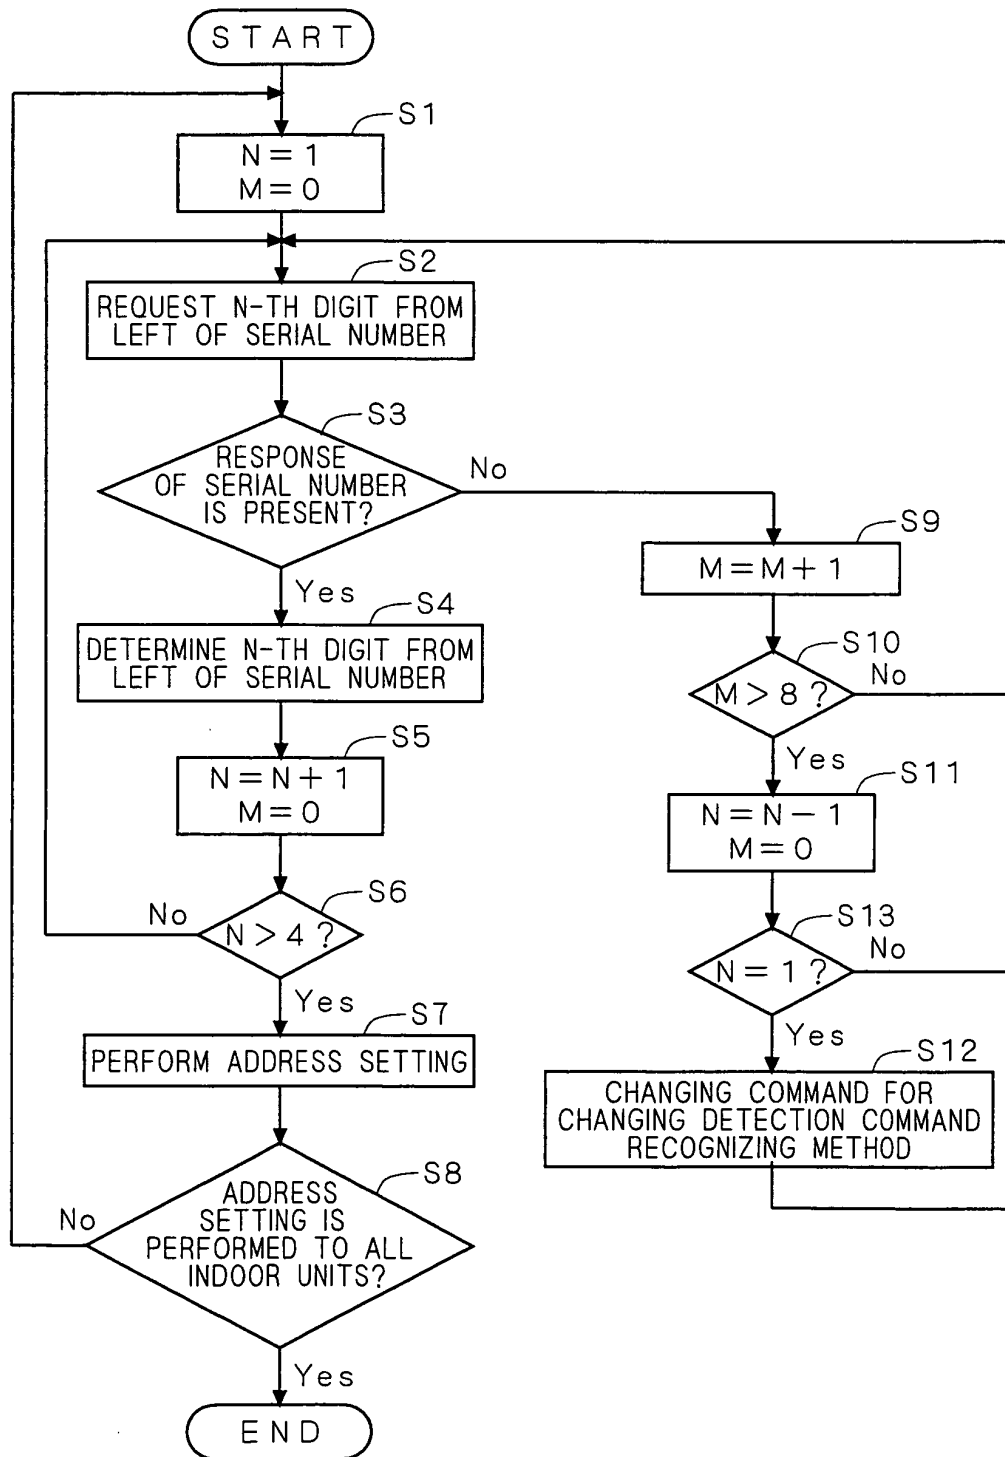 START
S1
N=1
M=0
S2
REQUEST N-TH DIGIT FROM
LEFT OF SERIAL NUMBER
S3
RESPONSE
OF SERIAL NUMBER
IS PRESENT?
No
Yes
S4
DETERMINE N-TH DIGIT FROM
LEFT OF SERIAL NUMBER
S5
N=N+1
M=0
S6
N>4?
No
Yes
S7
PERFORM ADDRESS SETTING
S8
ADDRESS
SETTING IS
PERFORMED TO ALL
INDOOR UNITS?
No
Yes
END
S9
M=M+1
S10
M>8?
No
Yes
S11
N=N-1
M=0
S13
N=1?
No
Yes
S12
CHANGING COMMAND FOR
CHANGING DETECTION COMMAND
RECOGNIZING METHOD